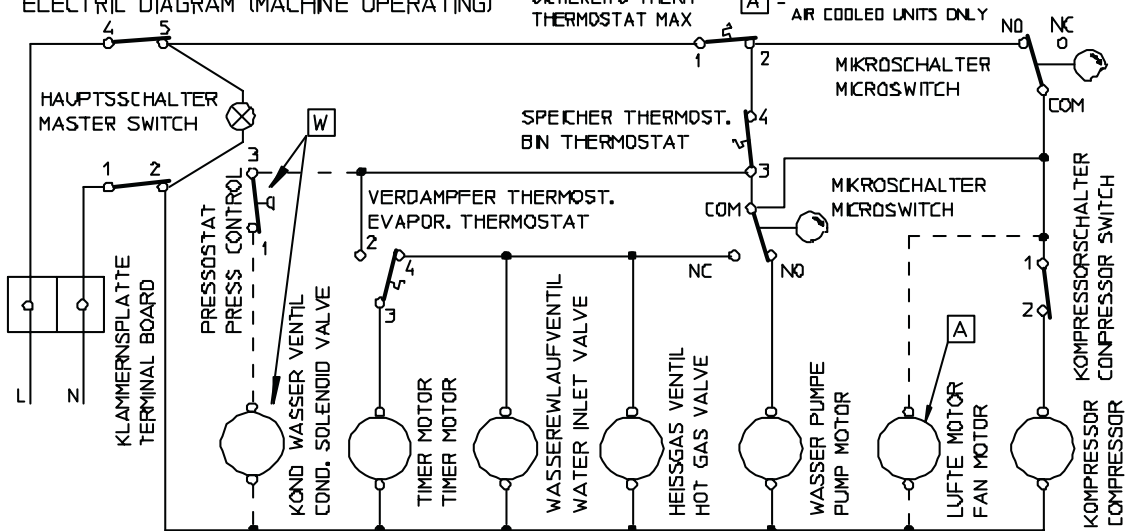 ELECTRIC DIAGRAM (MACHINE OPERATING)
THERMOSTAT MAX
A -
AIR COOLED UNITS ONLY
4 5
1 2
NO NC
COM
MIKROSCHALTER
MICROSWITCH
HAUPTSSCHALTER
MASTER SWITCH
W
SPEICHER THERMOST.
BIN THERMOSTAT
4
3
1 2
3
1
PRESSOSTAT
PRESS CONTROL
VERDAMPFER THERMOST.
EVAPOR. THERMOSTAT
2
4
3
COM
NC
NO
MIKROSCHALTER
MICROSWITCH
1
2
KOMPRESSORSCHALTER
CONPRESSOR SWITCH
A
L N
KLAMMERNSPLATTE
TERMINAL BOARD
KOND WASSER VENTIL
COND. SOLENOID VALVE
TIMER MOTOR
TIMER MOTOR
WASSEREWLAUFVENTIL
WATER INLET VALVE
HEISSGAS VENTIL
HOT GAS VALVE
WASSER PUMPE
PUMP MOTOR
LUFTE MOTOR
FAN MOTOR
KOMPRESSOR
COMPRESSOR